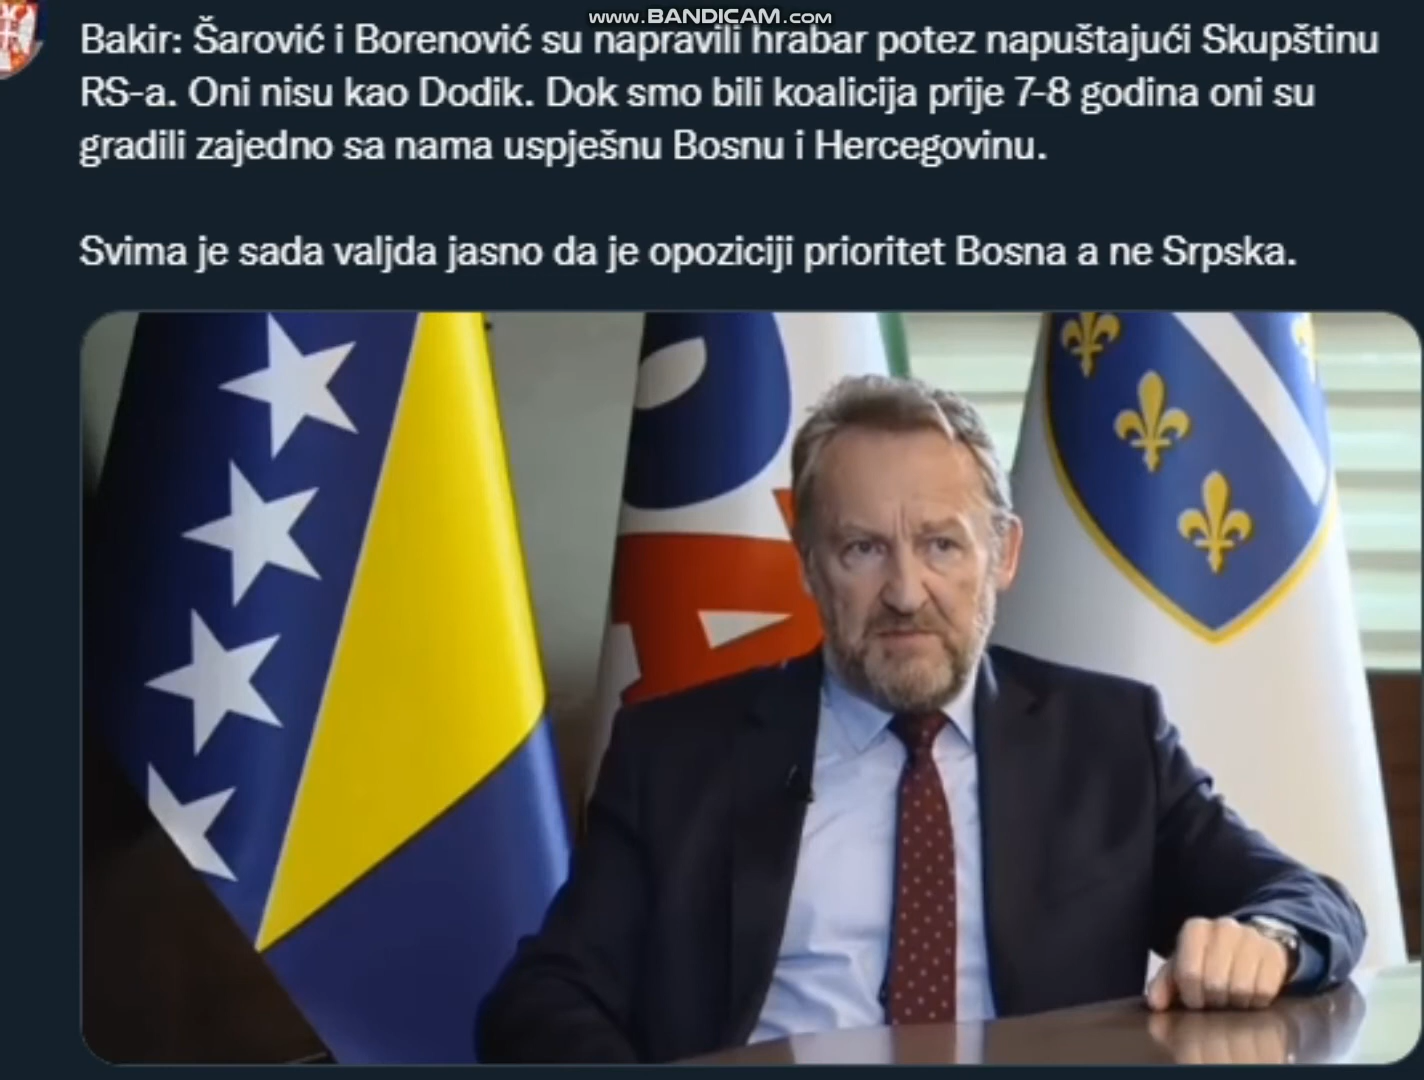 www.BANDICAM.com
Bakir: Šarović i Borenović su napravili hrabar potez napuštajući Skupštinu
RS-a. Oni nisu kao Dodik. Dok smo bili koalicija prije 7-8 godina oni su
gradili zajedno sa nama uspješnu Bosnu i Hercegovinu.
Svima je sada valjda jasno da je opoziciji prioritet Bosna a ne Srpska.